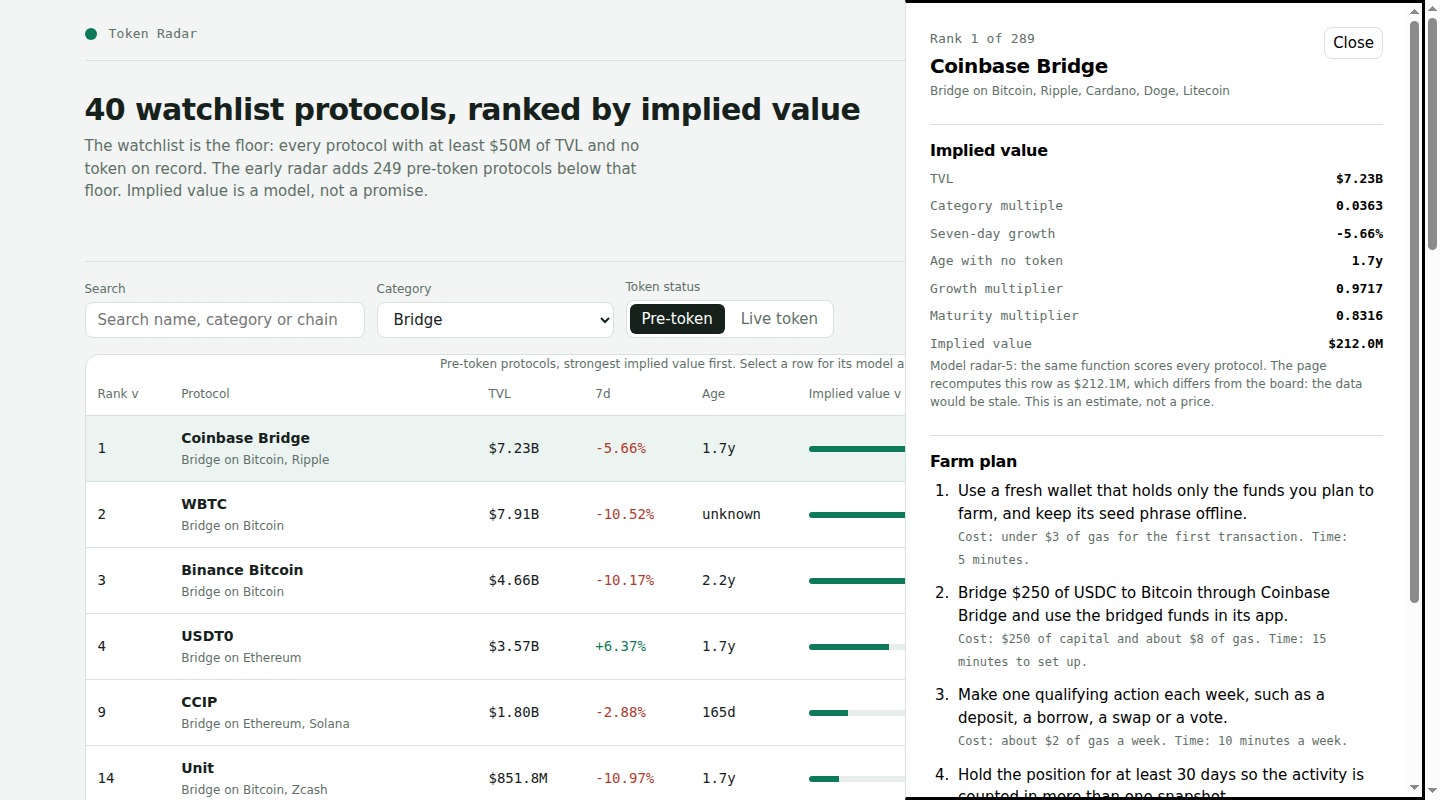 Token Radar
40 watchlist protocols, ranked by implied value
The watchlist is the floor: every protocol with at least $50M of TVL and no
token on record. The early radar adds 249 pre-token protocols below that
floor. Implied value is a model, not a promise.
Search
Category
Token status
Search name, category or chain
Bridge
Pre-token
Live token
Pre-token protocols, strongest implied value first. Select a row for its model a
Rank v Protocol TVL 7d Age Implied value v
1 Coinbase Bridge $7.23B -5.66% 1.7y
Bridge on Bitcoin, Ripple
2 WBTC $7.91B -10.52% unknown
Bridge on Bitcoin
3 Binance Bitcoin $4.66B -10.17% 2.2y
Bridge on Bitcoin
4 USDT0 $3.57B +6.37% 1.7y
Bridge on Ethereum
9 CCIP $1.80B -2.88% 165d
Bridge on Ethereum, Solana
14 Unit $851.8M -10.97% 1.7y
Bridge on Bitcoin, Zcash
Rank 1 of 289
Close
Coinbase Bridge
Bridge on Bitcoin, Ripple, Cardano, Doge, Litecoin
Implied value
TVL $7.23B
Category multiple 0.0363
Seven-day growth -5.66%
Age with no token 1.7y
Growth multiplier 0.9717
Maturity multiplier 0.8316
Implied value $212.0M
Model radar-5: the same function scores every protocol. The page
recomputes this row as $212.1M, which differs from the board: the data
would be stale. This is an estimate, not a price.
Farm plan
1. Use a fresh wallet that holds only the funds you plan to
farm, and keep its seed phrase offline.
Cost: under $3 of gas for the first transaction. Time:
5 minutes.
2. Bridge $250 of USDC to Bitcoin through Coinbase
Bridge and use the bridged funds in its app.
Cost: $250 of capital and about $8 of gas. Time: 15
minutes to set up.
3. Make one qualifying action each week, such as a
deposit, a borrow, a swap or a vote.
Cost: about $2 of gas a week. Time: 10 minutes a week.
4. Hold the position for at least 30 days so the activity is
counted in more than one snapshot.